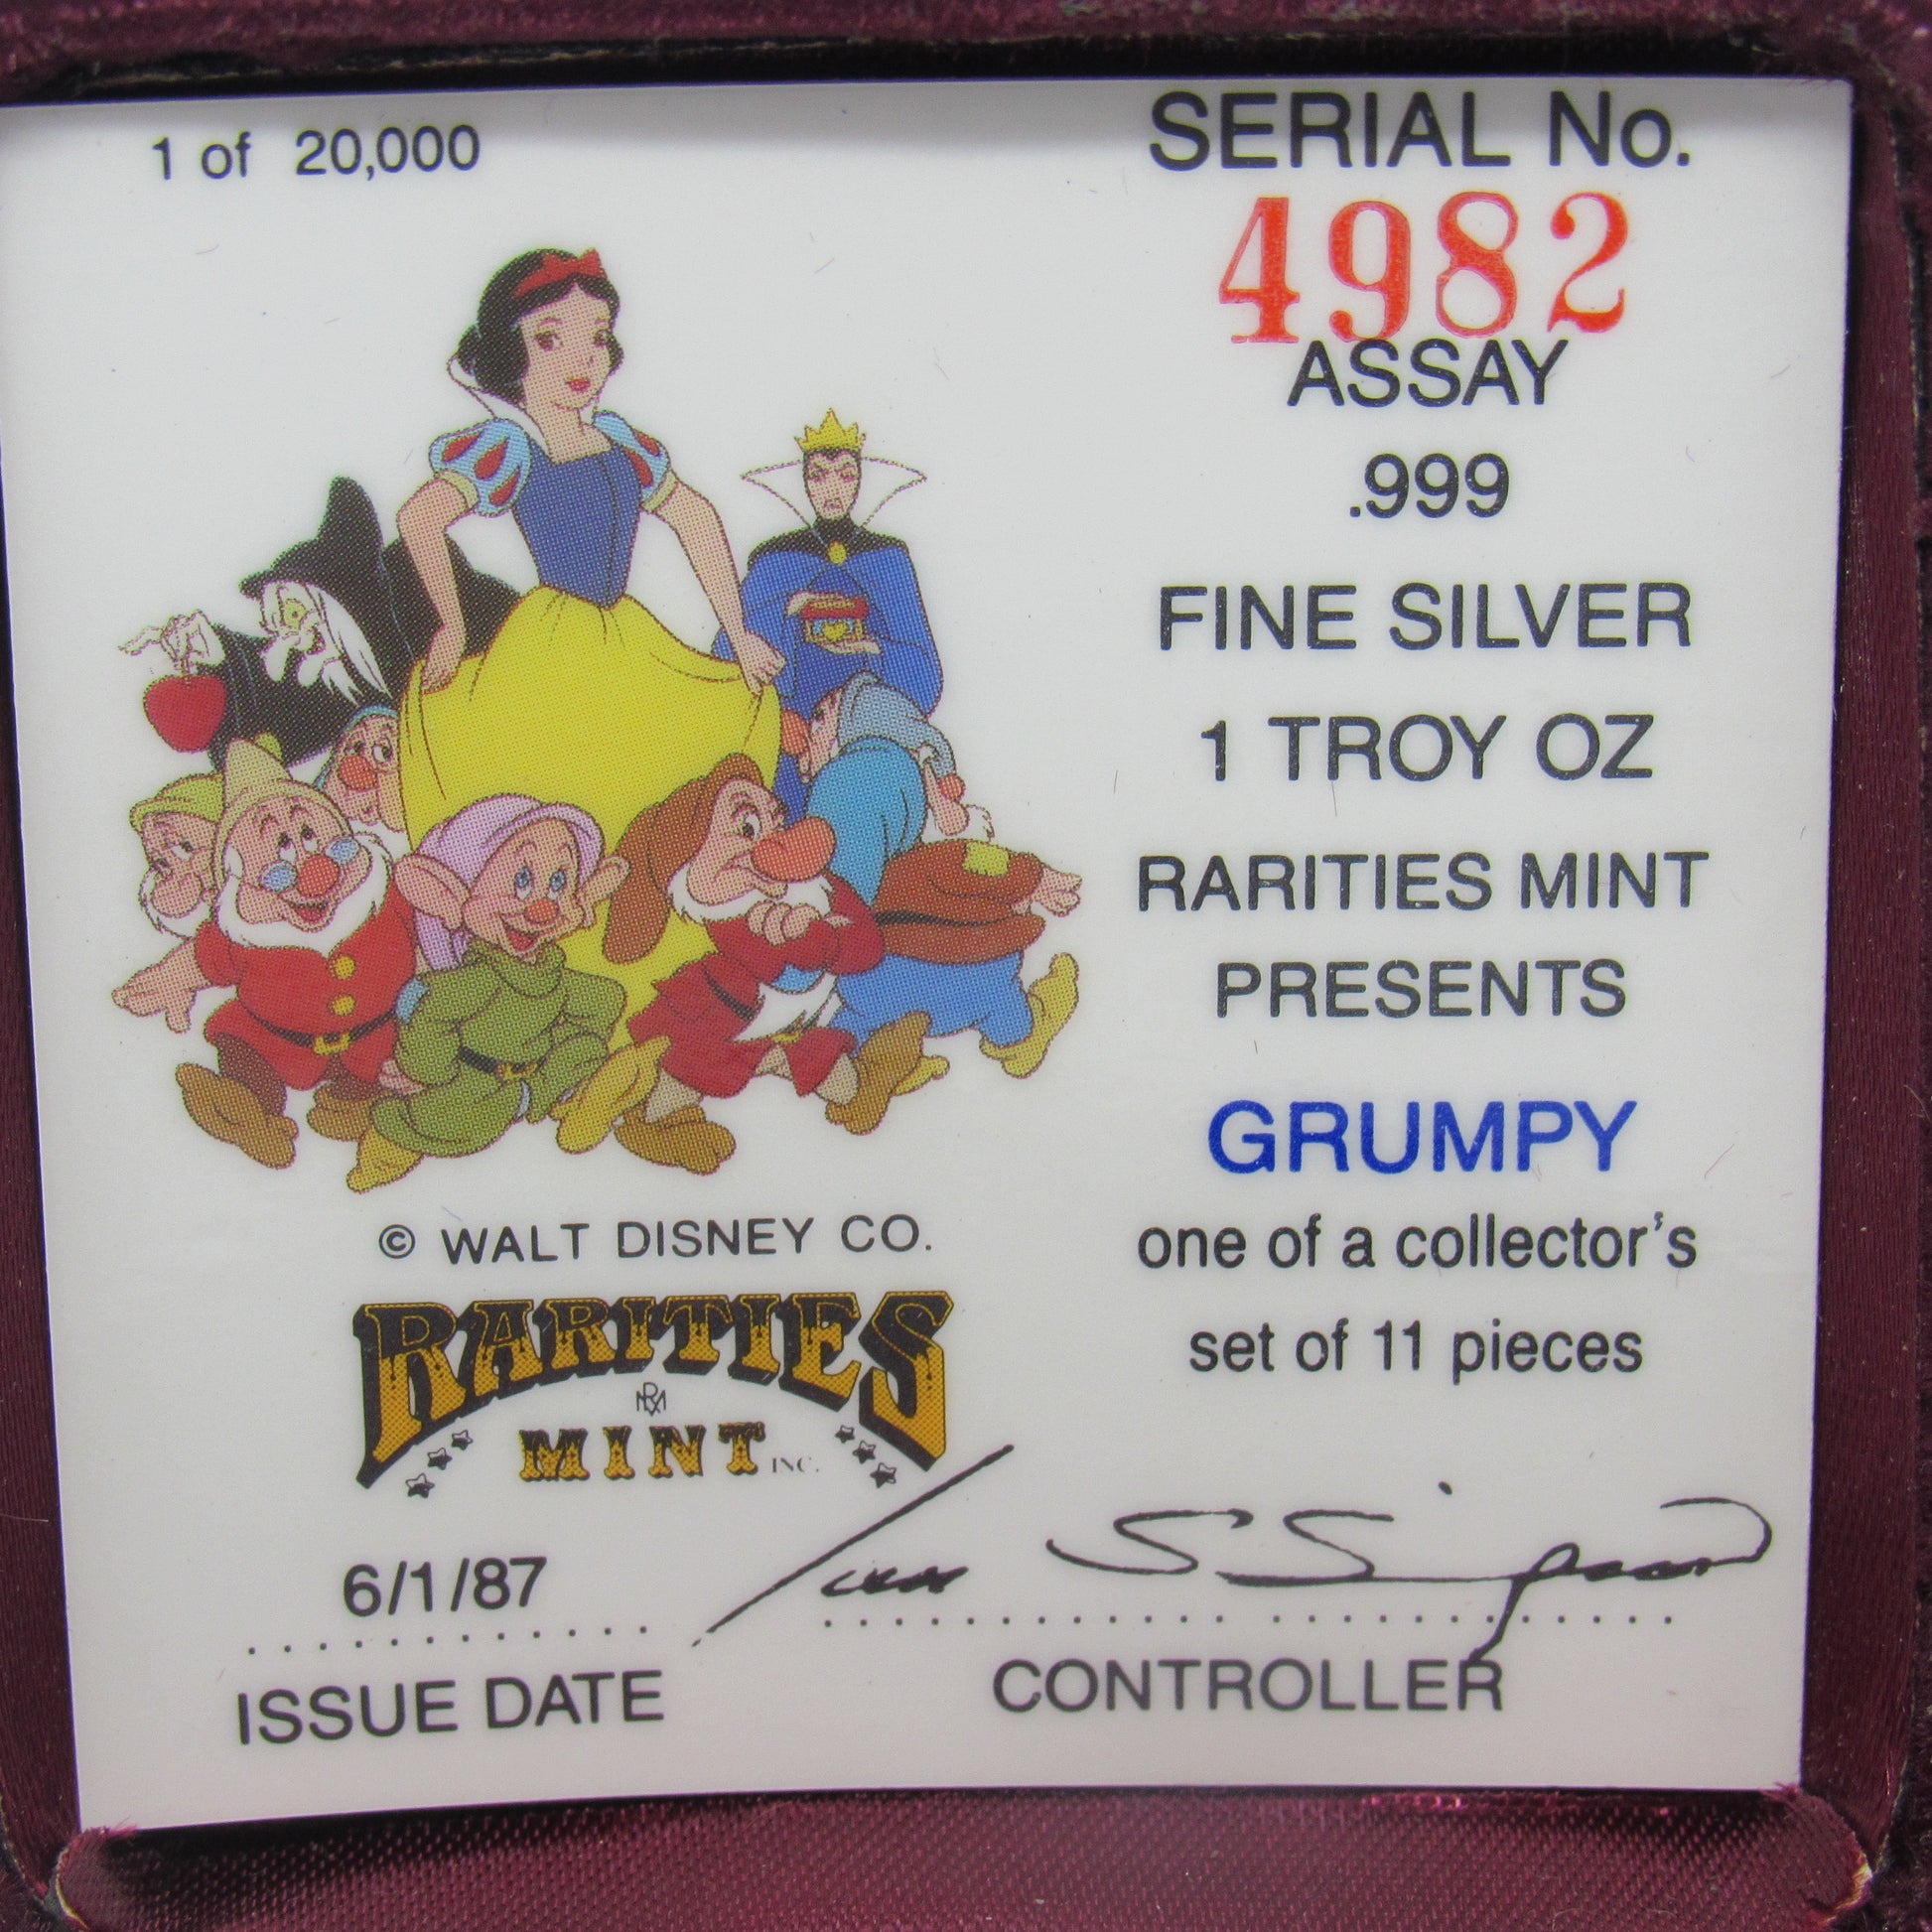 1 of 20,000
SERIAL No.
4982
ASSAY
.999
FINE SILVER
1 TROY OZ
RARITIES MINT
PRESENTS
GRUMPY
one of a collector's
set of 11 pieces
© WALT DISNEY CO.
RARITIES
MINT INC.
6/1/87
ISSUE DATE
CONTROLLER